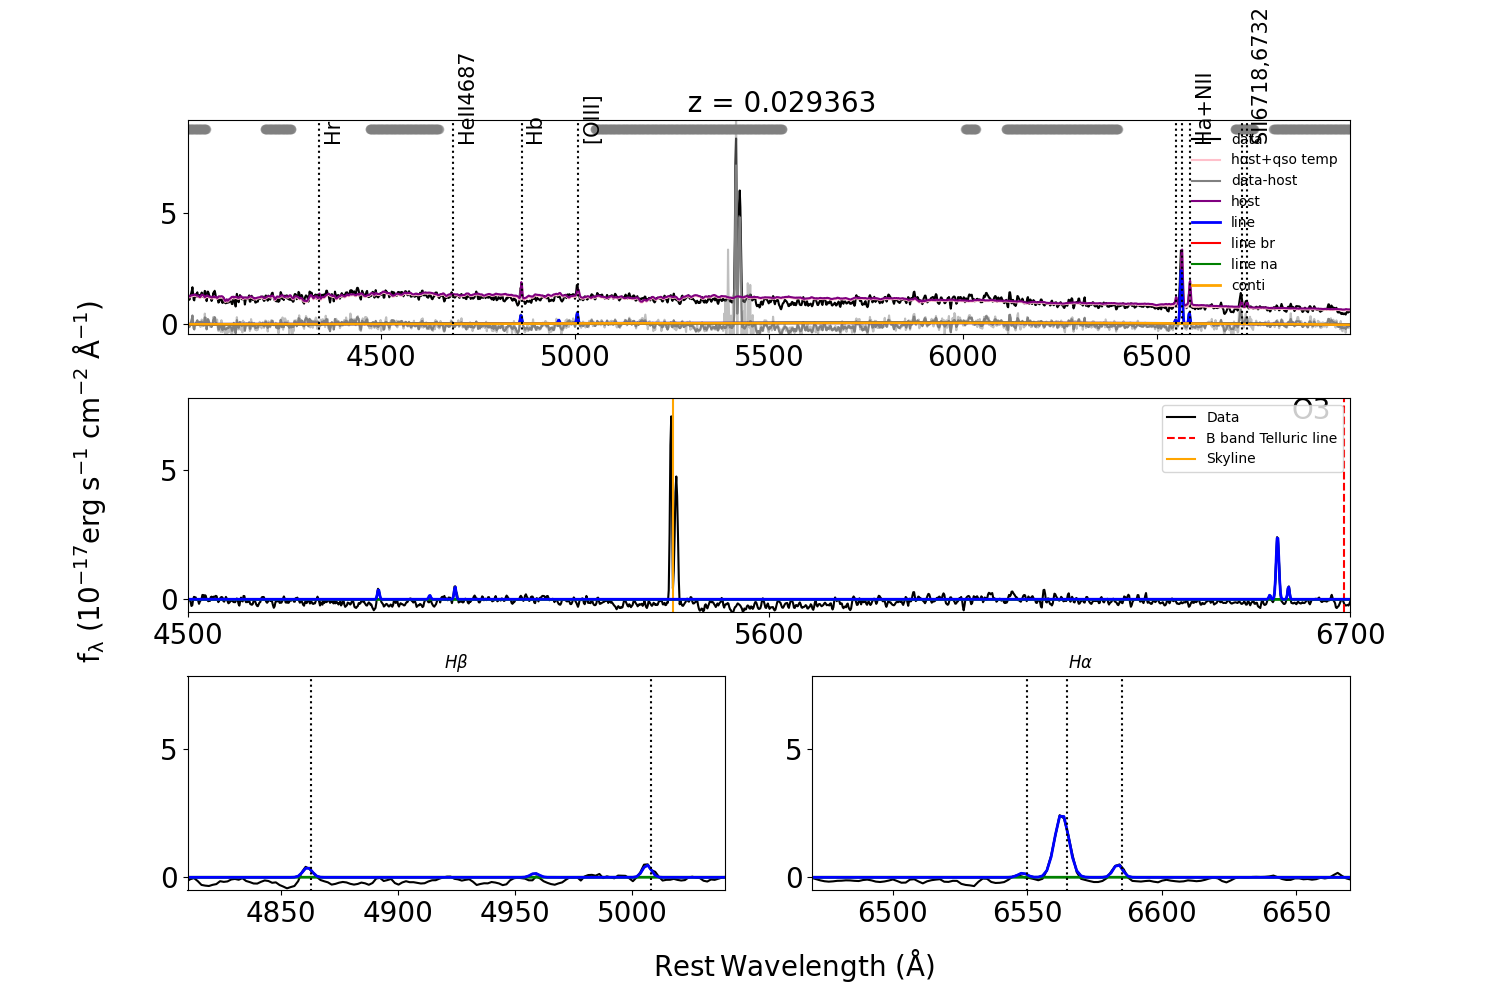 z = 0.029363
Hr
HeII4687
Hb
[OIII]
Ha+NII
SII6718,6732
data
host+qso temp
data-host
host
line
line br
line na
conti
5
0
4500 5000 5500 6000 6500
O3
Data
B band Telluric line
Skyline
5
0
4500 5600 6700
Hβ
Hα
5
0
4850 4900 4950 5000
5
0
6500 6550 6600 6650
fλ (10−17erg s−1 cm−2 Å−1)
Rest Wavelength (Å)